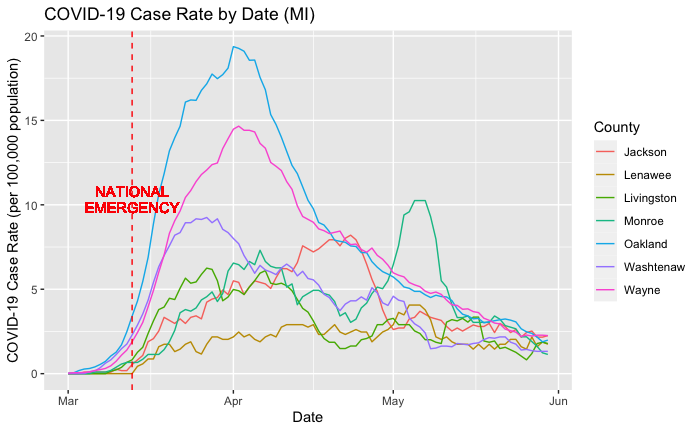 COVID-19 Case Rate by Date (MI)
COVID-19 Case Rate (per 100,000 population)
20
15
10
5
0
NATIONAL
EMERGENCY
Mar
Apr
May
Jun
Date
County
Jackson
Lenawee
Livingston
Monroe
Oakland
Washtenaw
Wayne